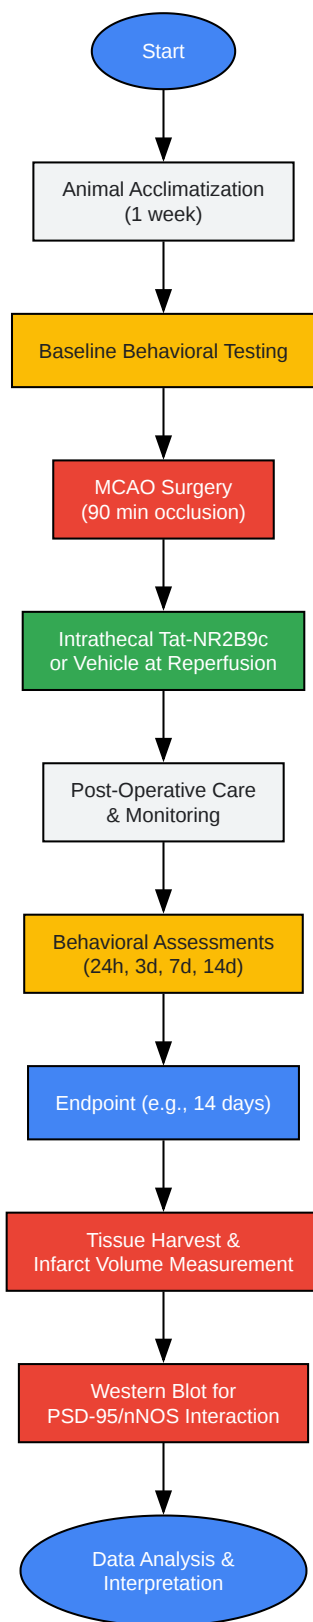 Start
Animal Acclimatization
(1 week)
Baseline Behavioral Testing
MCAO Surgery
(90 min occlusion)
Intrathecal Tat-NR2B9c
or Vehicle at Reperfusion
Post-Operative Care
& Monitoring
Behavioral Assessments
(24h, 3d, 7d, 14d)
Endpoint (e.g., 14 days)
Tissue Harvest &
Infarct Volume Measurement
Western Blot for
PSD-95/nNOS Interaction
Data Analysis &
Interpretation